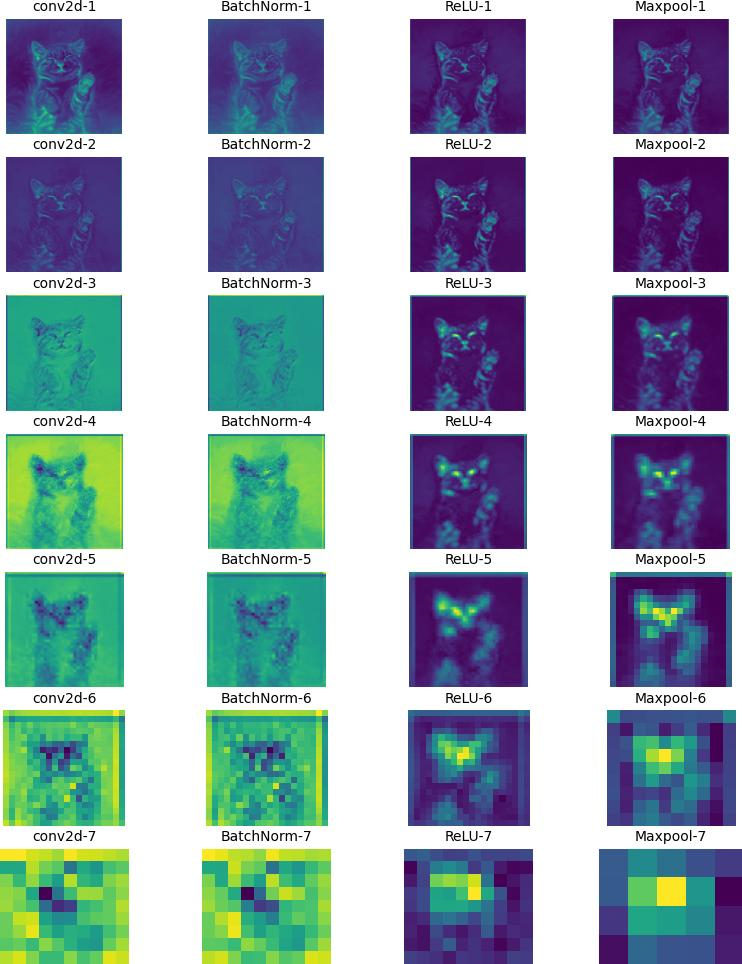 conv2d-1 BatchNorm-1 ReLU-1 Maxpool-1
conv2d-2 BatchNorm-2 ReLU-2 Maxpool-2
conv2d-3 BatchNorm-3 ReLU-3 Maxpool-3
conv2d-4 BatchNorm-4 ReLU-4 Maxpool-4
conv2d-5 BatchNorm-5 ReLU-5 Maxpool-5
conv2d-6 BatchNorm-6 ReLU-6 Maxpool-6
conv2d-7 BatchNorm-7 ReLU-7 Maxpool-7